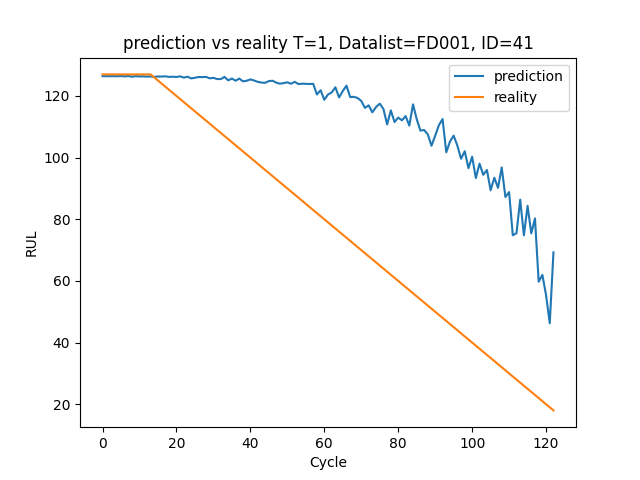 prediction vs reality T=1, Datalist=FD001, ID=41
prediction
reality
RUL
120
100
80
60
40
20
0 20 40 60 80 100 120
Cycle